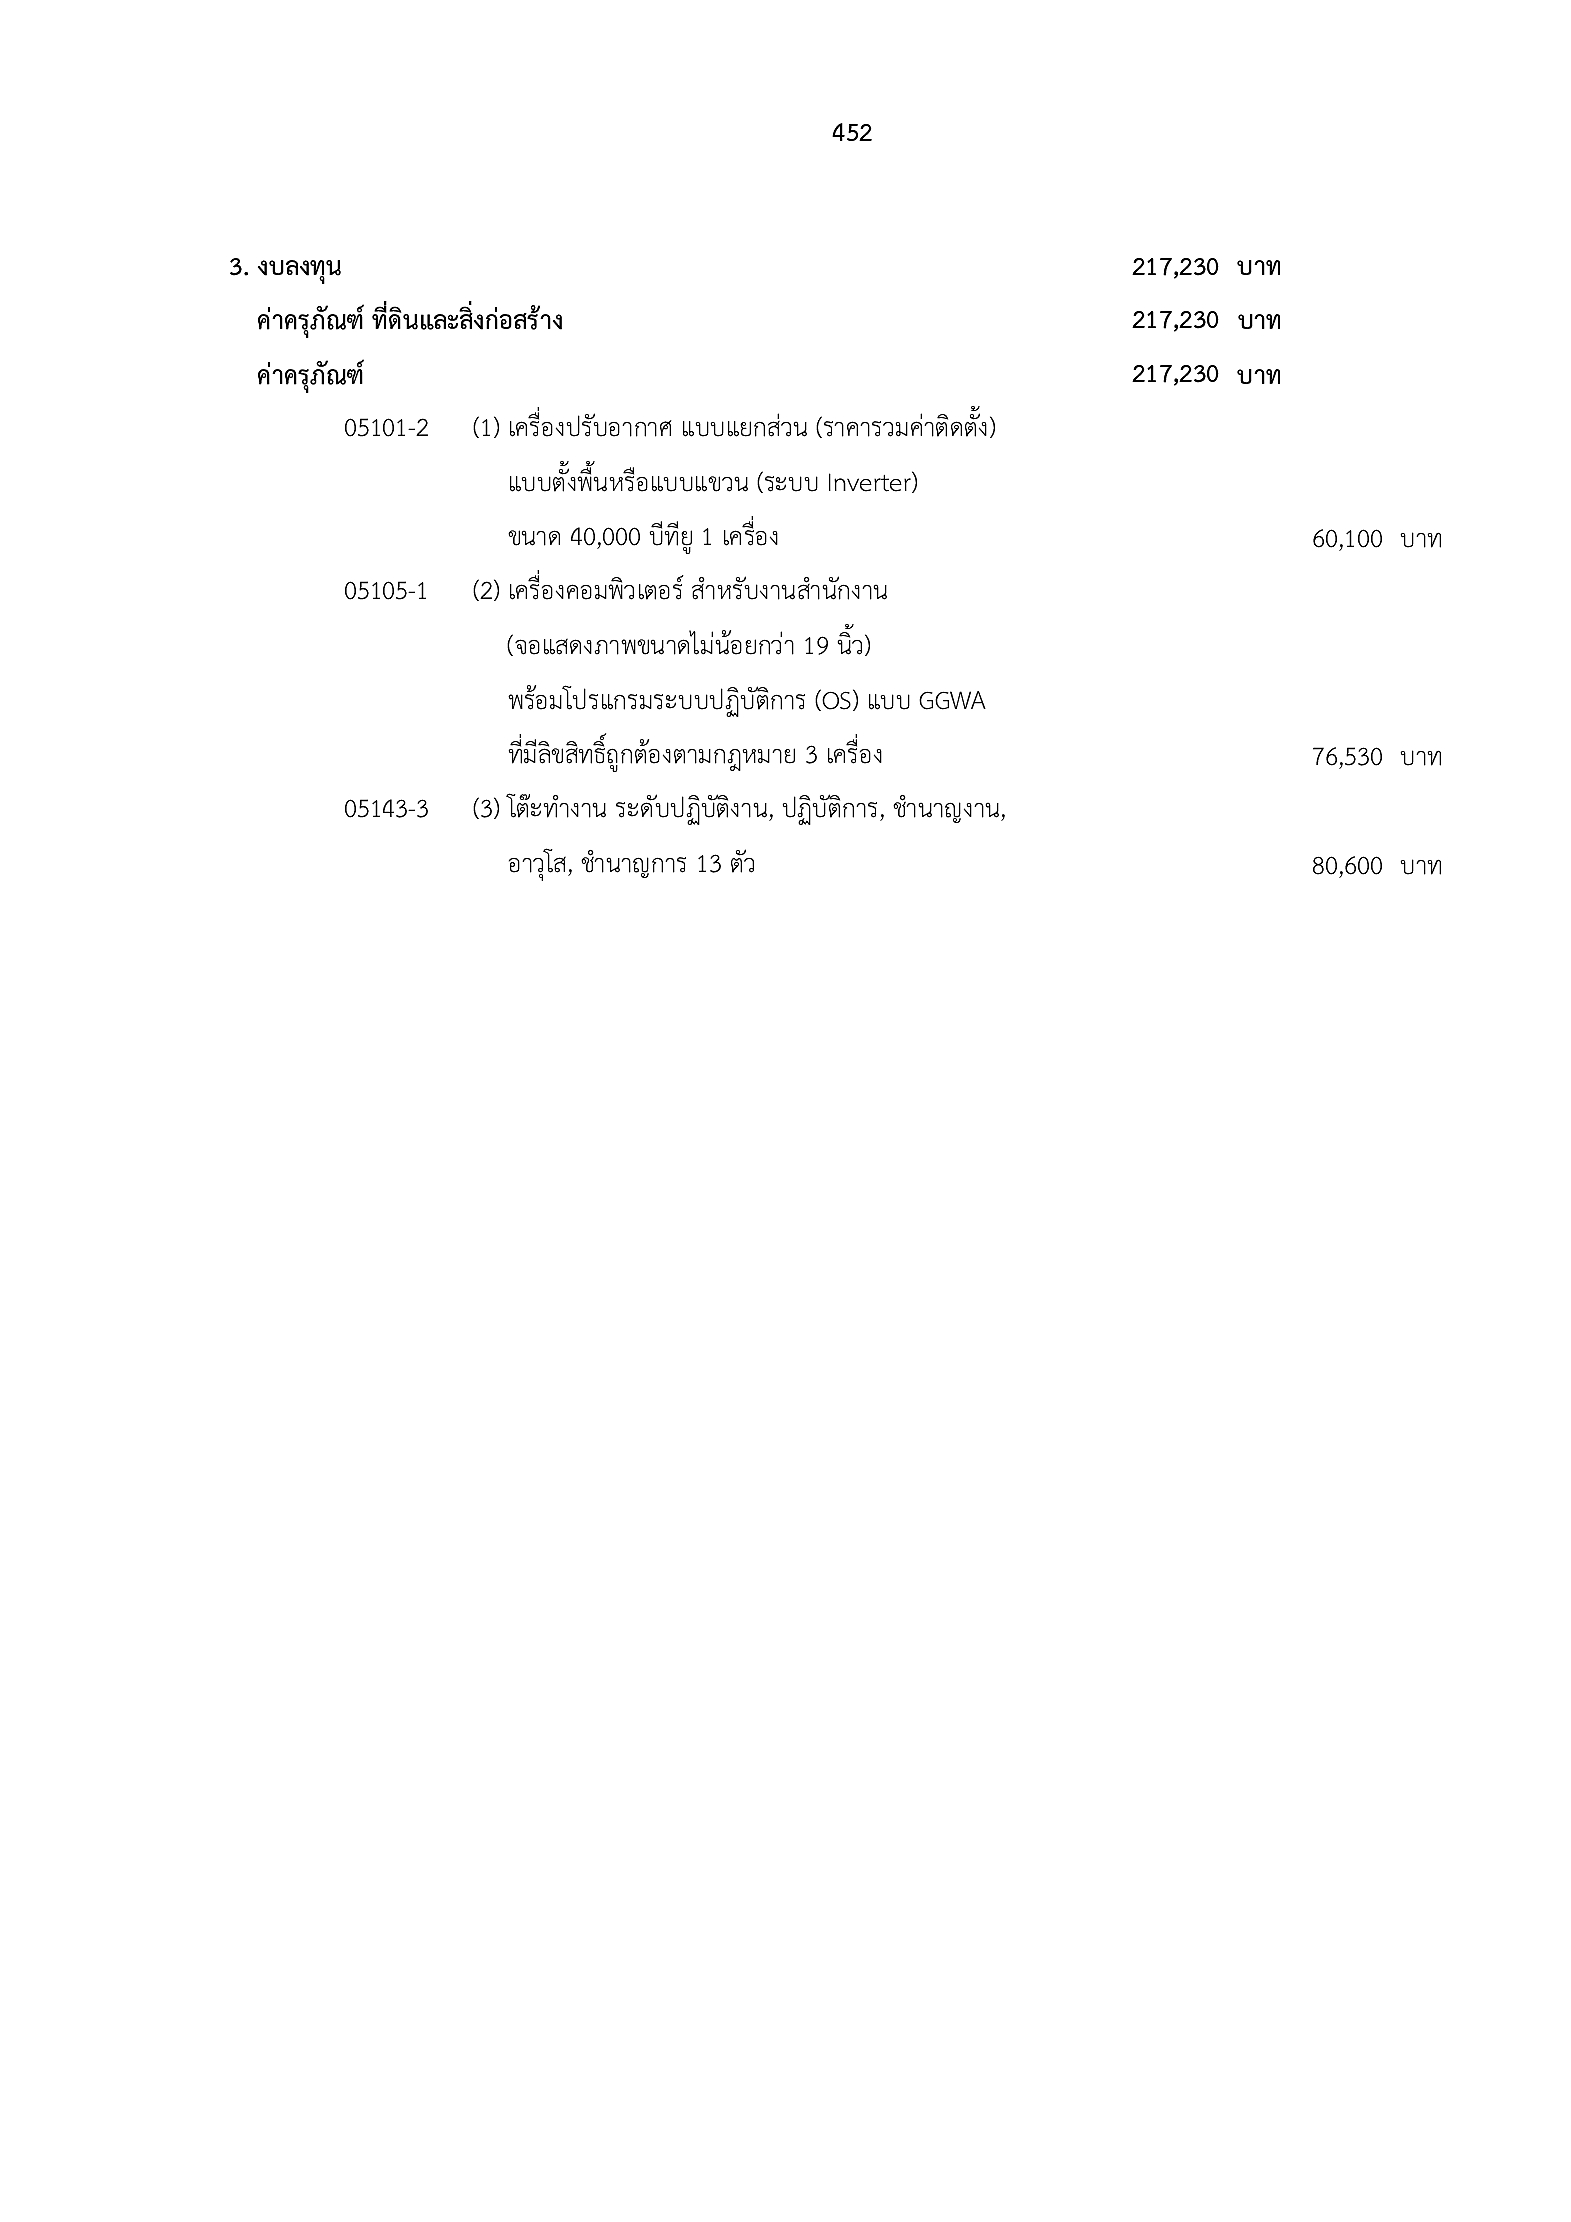 452
3. งบลงทุน 217,230 บาท
ค่าครุภัณฑ์ ที่ดินและสิ่งก่อสร้าง 217,230 บาท
ค่าครุภัณฑ์ 217,230 บาท
05101-2 (1) เครื่องปรับอากาศ แบบแยกส่วน (ราคารวมค่าติดตั้ง)
แบบตั้งพื้นหรือแบบแขวน (ระบบ Inverter)
ขนาด 40,000 บีทียู 1 เครื่อง 60,100 บาท
05105-1 (2) เครื่องคอมพิวเตอร์ สำหรับงานสำนักงาน
(จอแสดงภาพขนาดไม่น้อยกว่า 19 นิ้ว)
พร้อมโปรแกรมระบบปฏิบัติการ (OS) แบบ GGWA
ที่มีลิขสิทธิ์ถูกต้องตามกฎหมาย 3 เครื่อง 76,530 บาท
05143-3 (3) โต๊ะทำงาน ระดับปฏิบัติงาน, ปฏิบัติการ, ชำนาญงาน,
อาวุโส, ชำนาญการ 13 ตัว 80,600 บาท